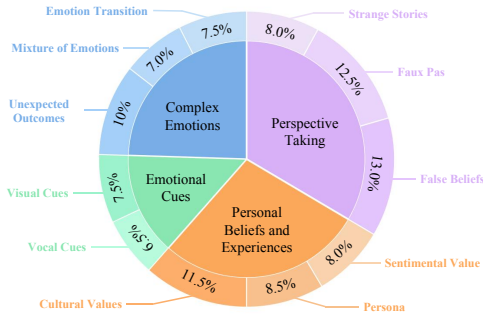 Emotion Transition
Strange Stories
7.5%
8.0%
Mixture of Emotions
7.0%
12.5%
Faux Pas
Unexpected
Outcomes
10%
Complex
Emotions
Perspective
Taking
13.0%
False Beliefs
Visual Cues
7.5%
Emotional
Cues
Vocal Cues
6.5%
Personal
Beliefs and
Experiences
8.0%
Sentimental Value
Cultural Values
11.5%
8.5%
Persona